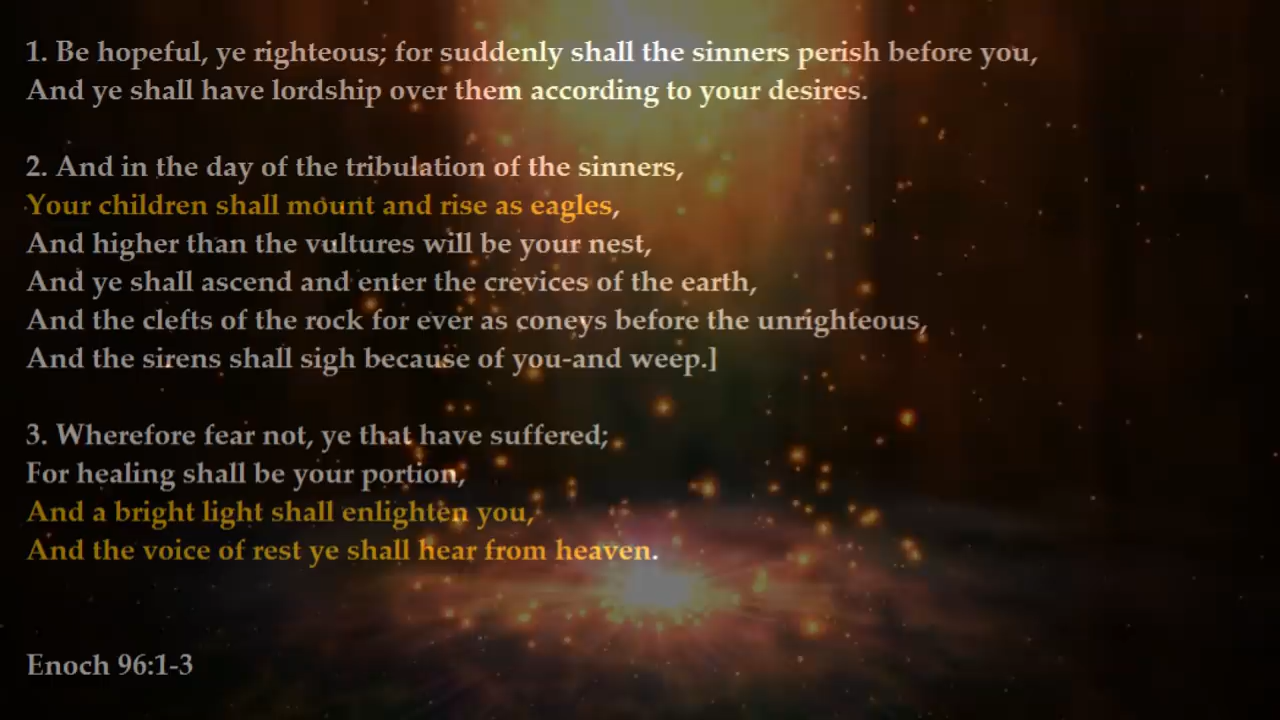 1. Be hopeful, ye righteous; for suddenly shall the sinners perish before you,
And ye shall have lordship over them according to your desires.
2. And in the day of the tribulation of the sinners,
Your children shall mount and rise as eagles,
And higher than the vultures will be your nest,
And ye shall ascend and enter the crevices of the earth,
And the clefts of the rock for ever as coneys before the unrighteous,
And the sirens shall sigh because of you-and weep.]
3. Wherefore fear not, ye that have suffered;
For healing shall be your portion,
And a bright light shall enlighten you,
And the voice of rest ye shall hear from heaven.
Enoch 96:1-3